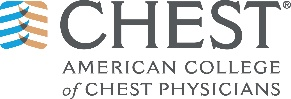 CHEST®
AMERICAN COLLEGE
of CHEST PHYSICIANS